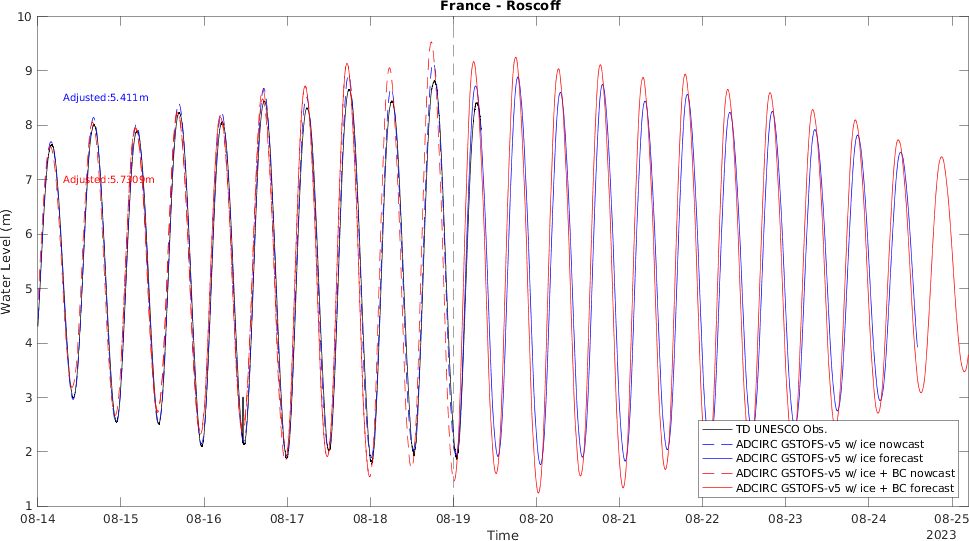 France - Roscoff
10
9
8
7
6
5
4
3
2
1
Water Level (m)
Adjusted:5.411m
Adjusted:5.7309m
TD UNESCO Obs.
ADCIRC GSTOFS-v5 w/ ice nowcast
ADCIRC GSTOFS-v5 w/ ice forecast
ADCIRC GSTOFS-v5 w/ ice + BC nowcast
ADCIRC GSTOFS-v5 w/ ice + BC forecast
08-14 08-15 08-16 08-17 08-18 08-19 08-20 08-21 08-22 08-23 08-24 08-25
Time
2023